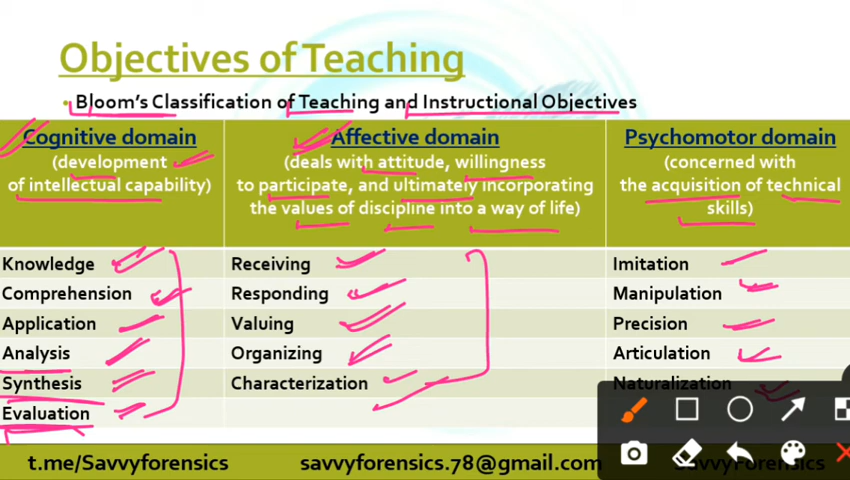 Objectives of Teaching
• Bloom's Classification of Teaching and Instructional Objectives
Cognitive domain
(development
of intellectual capability)
Affective domain
(deals with attitude, willingness
to participate, and ultimately incorporating
the values of discipline into a way of life)
Psychomotor domain
(concerned with
the acquisition of technical
skills)
Knowledge Receiving Imitation
Comprehension Responding Manipulation
Application Valuing Precision
Analysis Organizing Articulation
Synthesis Characterization Naturalization
Evaluation
t.me/Savvyforensics savvyforensics.78@gmail.com SavvyForensics